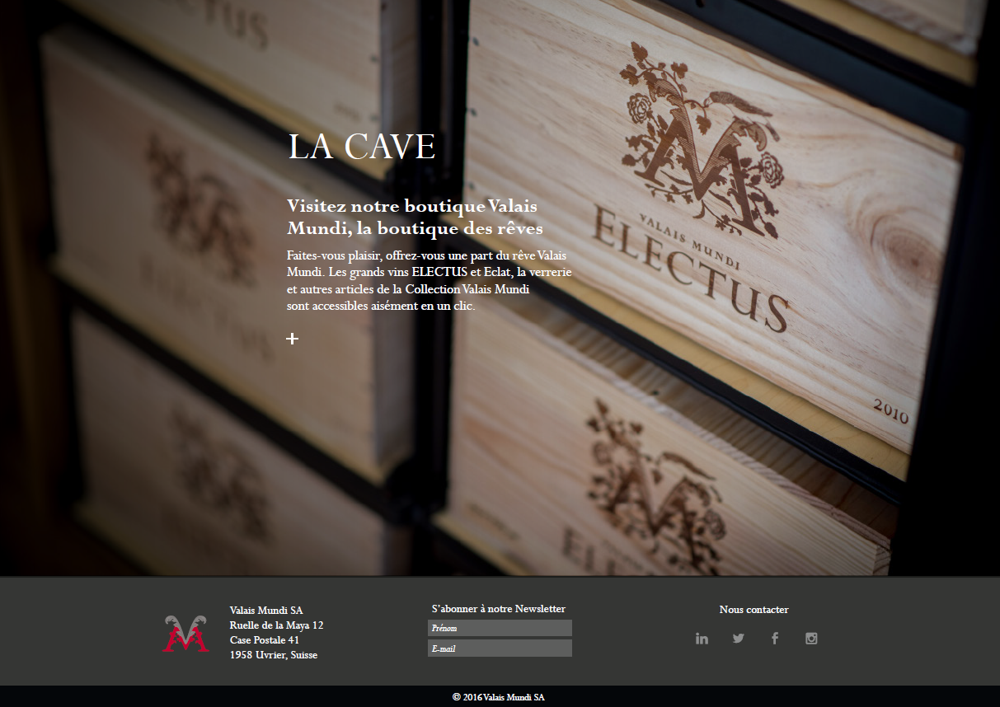 CTUS
LA CAVE
Visitez notre boutique Valais
Mundi, la boutique des rêves
Faites-vous plaisir, offrez-vous une part du rêve Valais
Mundi. Les grands vins ELECTUS et Eclat, la verrerie
et autres articles de la Collection Valais Mundi
sont accessibles aisément en un clic.
+
M
VALAIS MUNDI
ELECTUS
2010
M
ELECTUS
M
Valais Mundi SA
Ruelle de la Maya 12
Case Postale 41
1958 Uvrier, Suisse
S'abonner à notre Newsletter
Prénom
E-mail
Nous contacter
© 2016 Valais Mundi SA